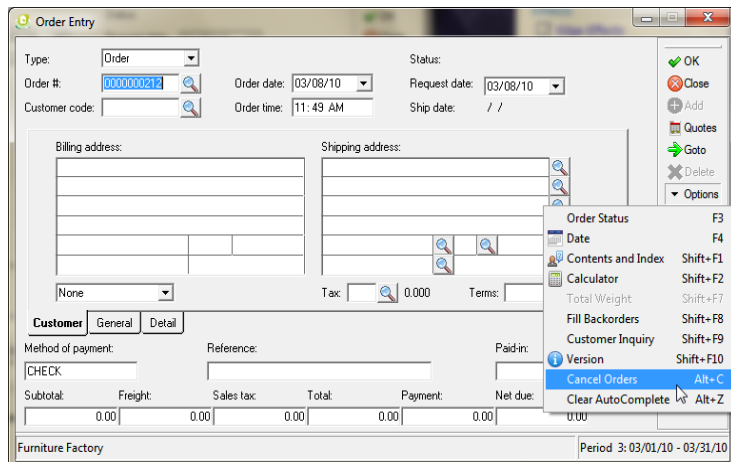 Order Entry
Type: Order Status: OK
Order #: 0000000212 Order date: 03/08/10 Request date: 03/08/10 Close
Customer code: Order time: 11:49 AM Ship date: / / Add
Quotes
Billing address: Shipping address: Goto
Delete
Options
Order Status F3
Date F4
Contents and Index Shift+F1
Calculator Shift+F2
Total Weight Shift+F7
Fill Backorders Shift+F8
Customer Inquiry Shift+F9
Version Shift+F10
Cancel Orders Alt+C
Clear AutoComplete Alt+Z
None Tax: 0.000 Terms:
Customer General Detail
Method of payment: Reference: Paid-in:
CHECK
Subtotal: Freight: Sales tax: Total: Payment: Net due:
0.00 0.00 0.00 0.00 0.00 0.00
Furniture Factory Period 3: 03/01/10 - 03/31/10